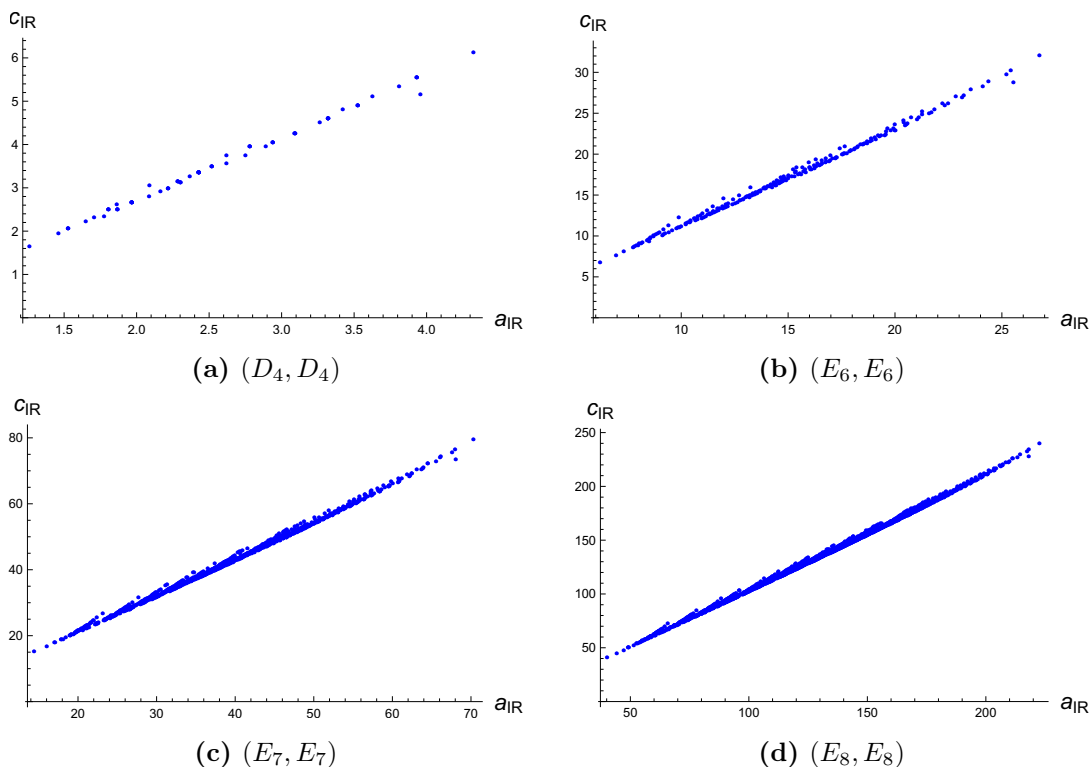 c_IR
6
5
4
3
2
1
1.5 2.0 2.5 3.0 3.5 4.0 a_IR
(a) (D_4, D_4)
c_IR
30
25
20
15
10
5
10 15 20 25 a_IR
(b) (E_6, E_6)
c_IR
80
60
40
20
20 30 40 50 60 70 a_IR
(c) (E_7, E_7)
c_IR
250
200
150
100
50
50 100 150 200 a_IR
(d) (E_8, E_8)